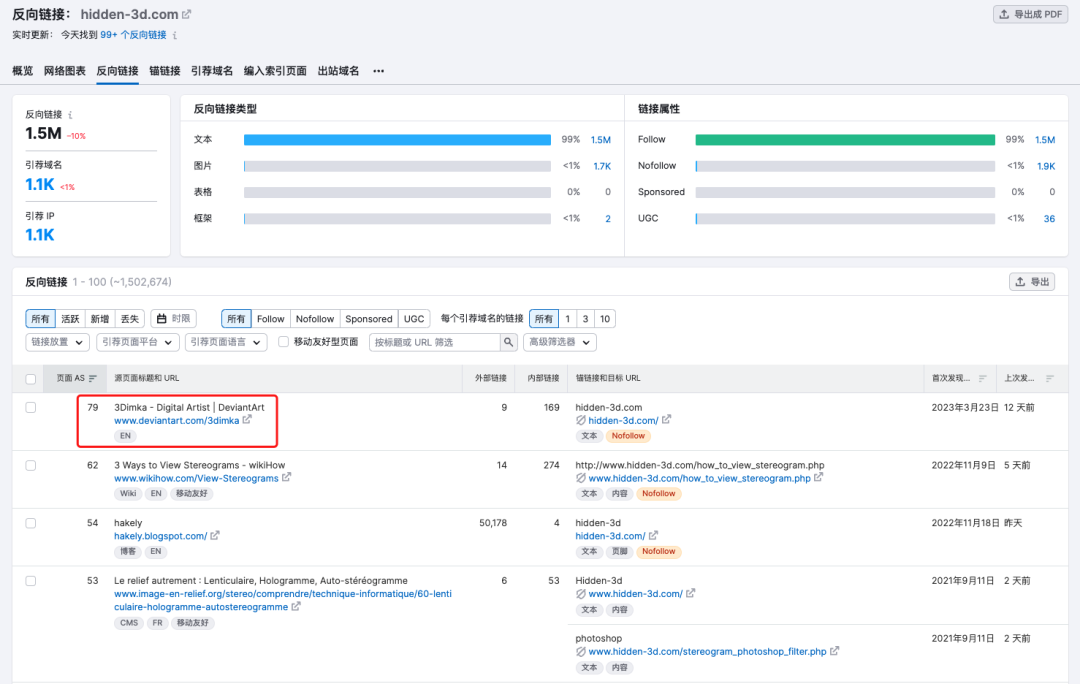 反向链接： hidden-3d.com
导出成 PDF
实时更新： 今天找到 99+ 个反向链接 i
概览 网络图表 反向链接 锚链接 引荐域名 编入索引页面 出站域名 •••
反向链接 i
1.5M -10%
引荐域名
1.1K <1%
引荐 IP
1.1K
反向链接类型
文本 99% 1.5M
图片 <1% 1.7K
表格 0% 0
框架 <1% 2
链接属性
Follow 99% 1.5M
Nofollow <1% 1.9K
Sponsored 0% 0
UGC <1% 36
反向链接 1 - 100 (~1,502,674)
导出
所有 活跃 新增 丢失 时限 所有 Follow Nofollow Sponsored UGC 每个引荐域名的链接 所有 1 3 10
链接放置 引荐页面平台 引荐页面语言 移动友好型页面 按标题或 URL 筛选 高级筛选器
页面 AS 源页面标题和 URL 外部链接 内部链接 锚链接和目标 URL 首次发现... 上次发...
79 3Dimka - Digital Artist | DeviantArt 9 169 hidden-3d.com 2023年3月23日 12 天前
www.deviantart.com/3dimka hidden-3d.com/
EN 文本 Nofollow
62 3 Ways to View Stereograms - wikiHow 14 274 http://www.hidden-3d.com/how_to_view_stereogram.php 2022年11月9日 5 天前
www.wikihow.com/View-Stereograms www.hidden-3d.com/how_to_view_stereogram.php
Wiki EN 移动友好 文本 内容 Nofollow
54 hakely 50,178 4 hidden-3d 2022年11月18日 昨天
hakely.blogspot.com/ hidden-3d.com/
博客 EN 文本 页脚 Nofollow
53 Le relief autrement : Lenticulaire, Hologramme, Auto-stéréogramme 6 53 Hidden-3d 2021年9月11日 2 天前
www.image-en-relief.org/stereo/comprendre/technique-informatique/60-lenti www.hidden-3d.com/
culaire-hologramme-autostereogramme
文本 内容
CMS FR 移动友好
photoshop 2021年9月11日 2 天前
www.hidden-3d.com/stereogram_photoshop_filter.php
文本 内容